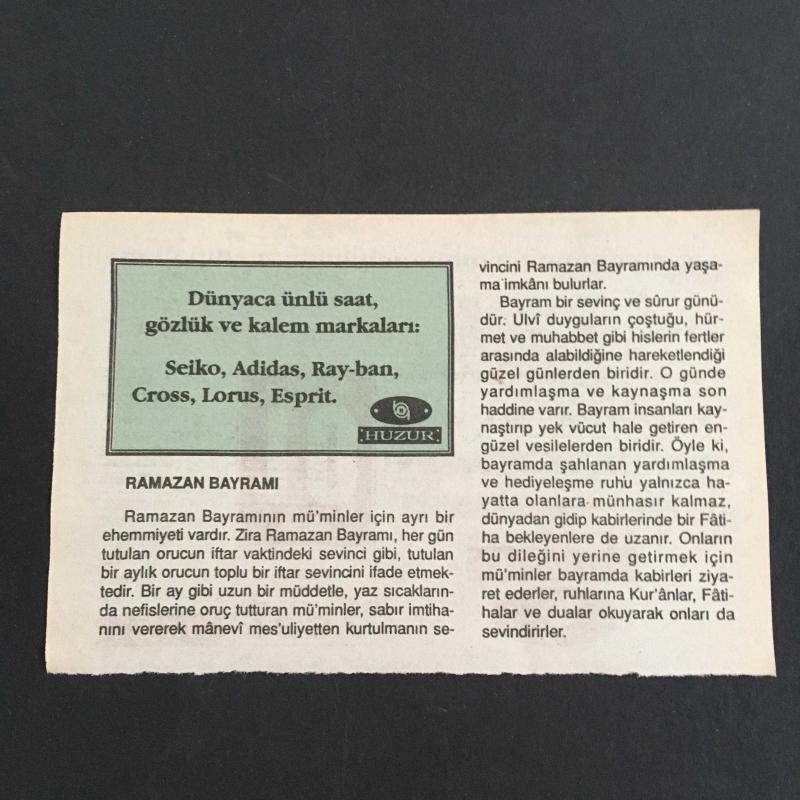 Dünyaca ünlü saat,
gözlük ve kalem markaları:
Seiko, Adidas, Ray-ban,
Cross, Lorus, Esprit.
HUZUR
RAMAZAN BAYRAMI
Ramazan Bayramının mü'minler için ayrı bir
ehemmiyeti vardır. Zira Ramazan Bayramı, her gün
tutulan orucun iftar vaktindeki sevinci gibi, tutulan
bir aylık orucun toplu bir iftar sevincini ifade etmek-
tedir. Bir ay gibi uzun bir müddetle, yaz sıcakların-
da nefislerine oruç tutturan mü'minler, sabır imtiha-
nını vererek mânevî mes'uliyetten kurtulmanın se-
vincini Ramazan Bayramında yaşa-
ma imkânı bulurlar.
Bayram bir sevinç ve sûrur günü-
dür. Ulvî duyguların çoştuğu, hür-
met ve muhabbet gibi hislerin fertler
arasında alabildiğine hareketlendiği
güzel günlerden biridir. O günde
yardımlaşma ve kaynaşma son
haddine varır. Bayram insanları kay-
naştırıp yek vücut hale getiren en-
güzel vesilelerden biridir. Öyle ki,
bayramda şahlanan yardımlaşma
ve hediyeleşme ruhu yalnızca ha-
yatta olanlara münhasır kalmaz,
dünyadan gidip kabirlerinde bir Fâti-
ha bekleyenlere de uzanır. Onların
bu dileğini yerine getirmek için
mü'minler bayramda kabirleri ziya-
ret ederler, ruhlarına Kur'ânlar, Fâti-
halar ve dualar okuyarak onları da
sevindirirler.